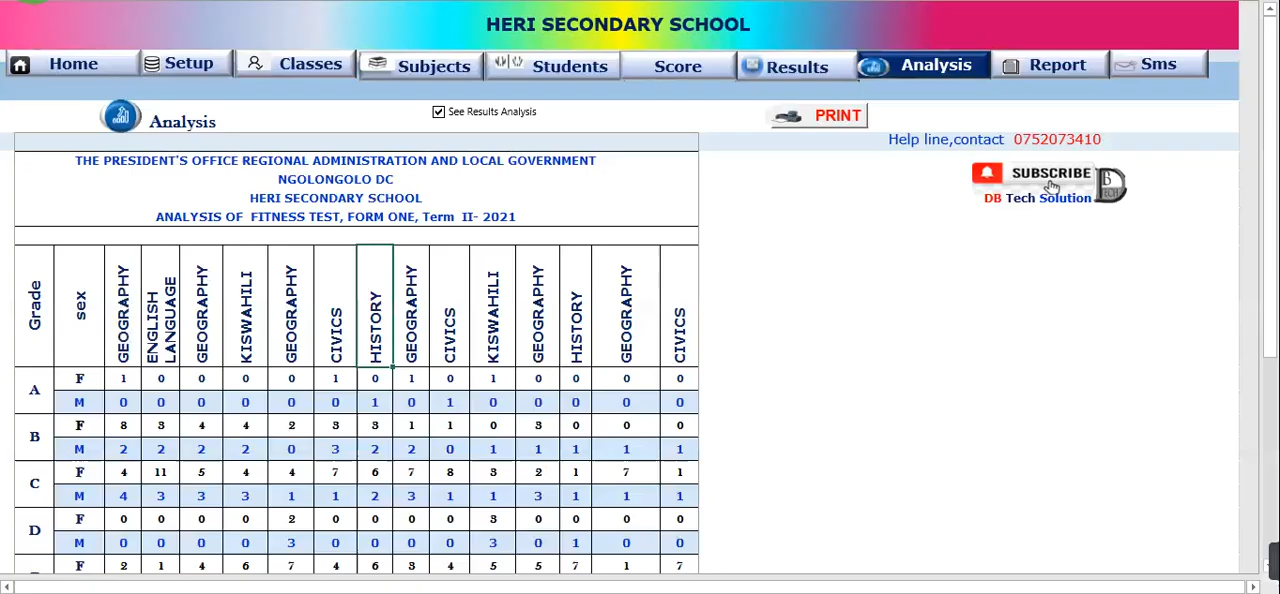 HERI SECONDARY SCHOOL
Home Setup Classes Subjects Students Score Results Analysis Report Sms
Analysis See Results Analysis PRINT
Help line,contact 0752073410
SUBSCRIBE
DB Tech Solution
THE PRESIDENT'S OFFICE REGIONAL ADMINISTRATION AND LOCAL GOVERNMENT
NGOLONGOLO DC
HERI SECONDARY SCHOOL
ANALYSIS OF FITNESS TEST, FORM ONE, Term II- 2021
Grade sex GEOGRAPHY ENGLISH LANGUAGE GEOGRAPHY KISWAHILI GEOGRAPHY CIVICS HISTORY GEOGRAPHY CIVICS KISWAHILI GEOGRAPHY HISTORY GEOGRAPHY CIVICS
A F 1 0 0 0 0 1 0 1 0 1 0 0 0 0
M 0 0 0 0 0 0 1 0 1 0 0 0 0 0
B F 8 3 4 4 2 3 3 1 1 0 3 0 0 0
M 2 2 2 2 0 3 2 2 0 1 1 1 1 1
C F 4 11 5 4 4 7 6 7 8 3 2 1 7 1
M 4 3 3 3 1 1 2 3 1 1 3 1 1 1
D F 0 0 0 0 2 0 0 0 0 3 0 0 0 0
M 0 0 0 0 3 0 0 0 0 3 0 1 0 0
F 2 1 4 6 7 4 6 3 4 5 5 7 1 7